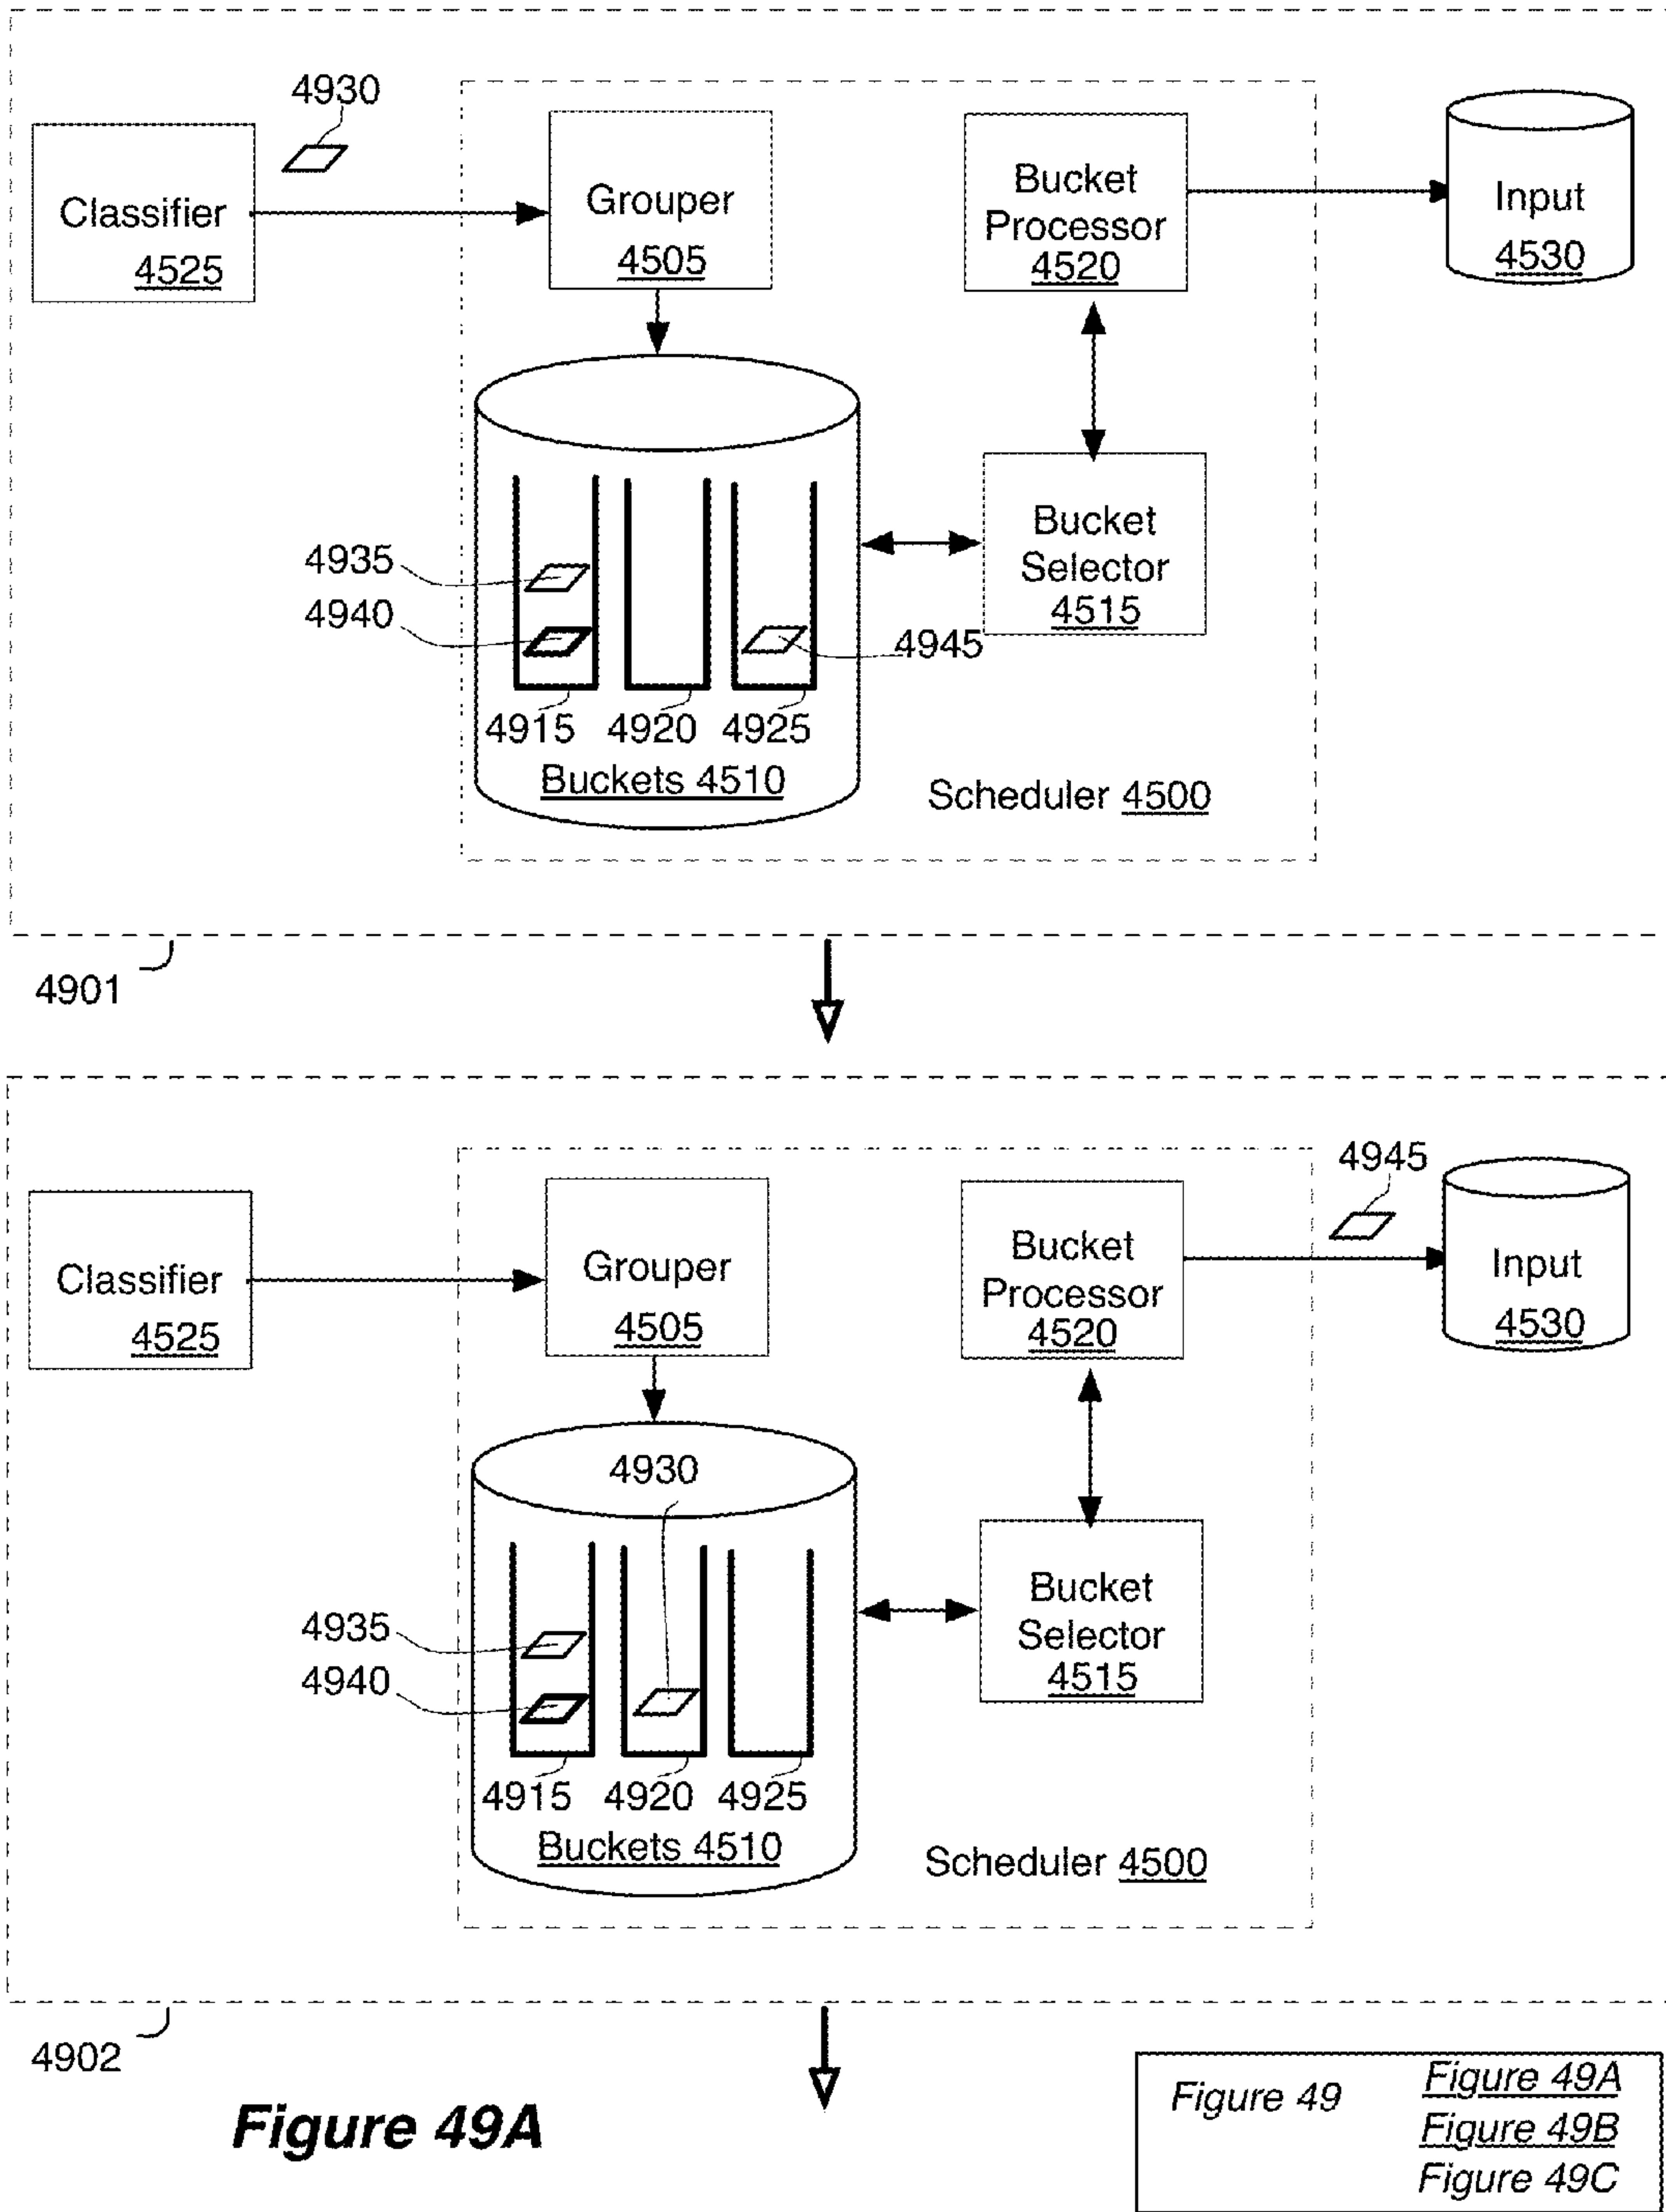 4930
Classifier
4525
Grouper
4505
Bucket
Processor
4520
Input
4530
4935
4940
4945
Bucket
Selector
4515
4915 4920 4925
Buckets 4510
Scheduler 4500
4901
4945
Classifier
4525
Grouper
4505
Bucket
Processor
4520
Input
4530
4930
4935
4940
Bucket
Selector
4515
4915 4920 4925
Buckets 4510
Scheduler 4500
4902
Figure 49A
Figure 49
Figure 49A
Figure 49B
Figure 49C